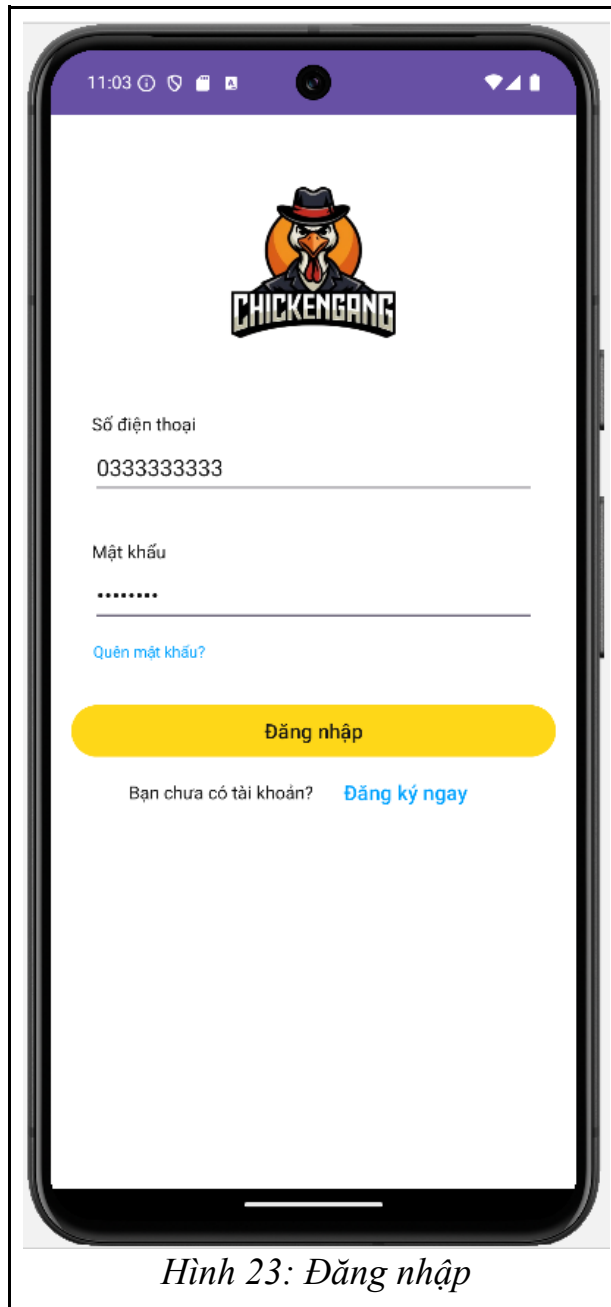 11:03
CHICKENGANG
Số điện thoại
0333333333
Mật khẩu
••••••••
Quên mật khẩu?
Đăng nhập
Bạn chưa có tài khoản? Đăng ký ngay
Hình 23: Đăng nhập